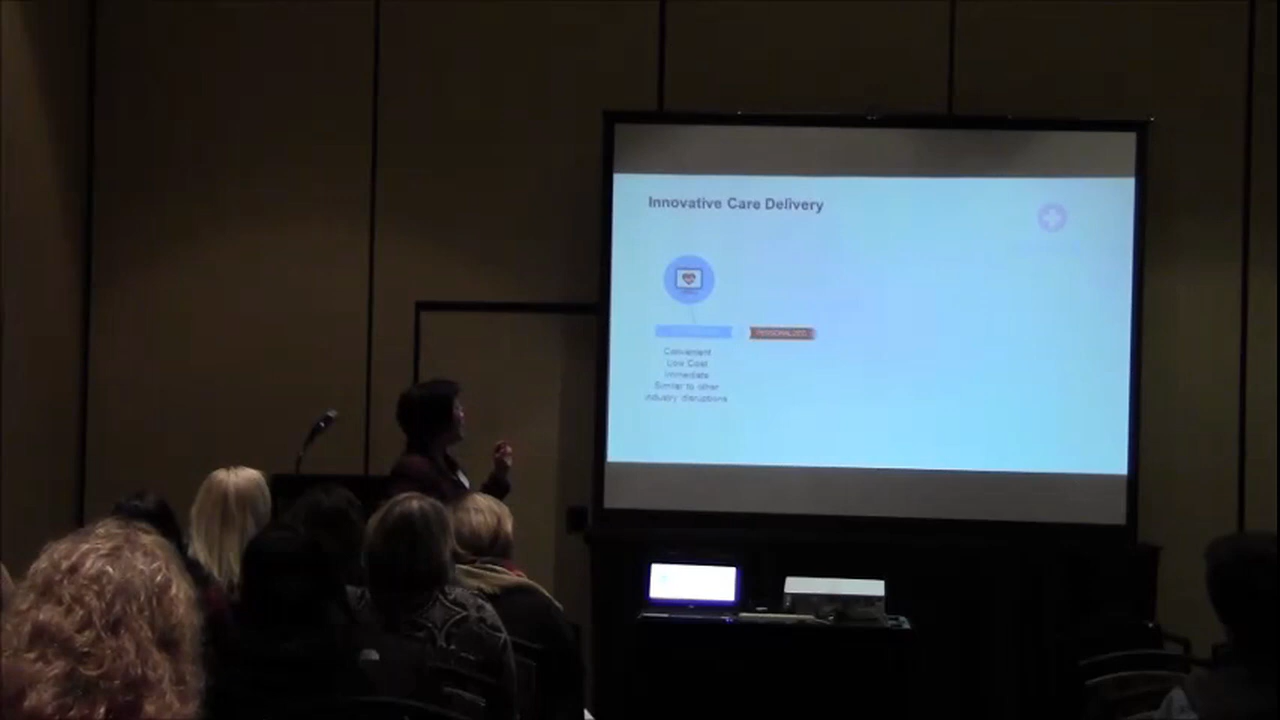 Innovative Care Delivery
PERSONALIZED
Convenient
Low Cost
Immediate
Similar to other
industry disruptions